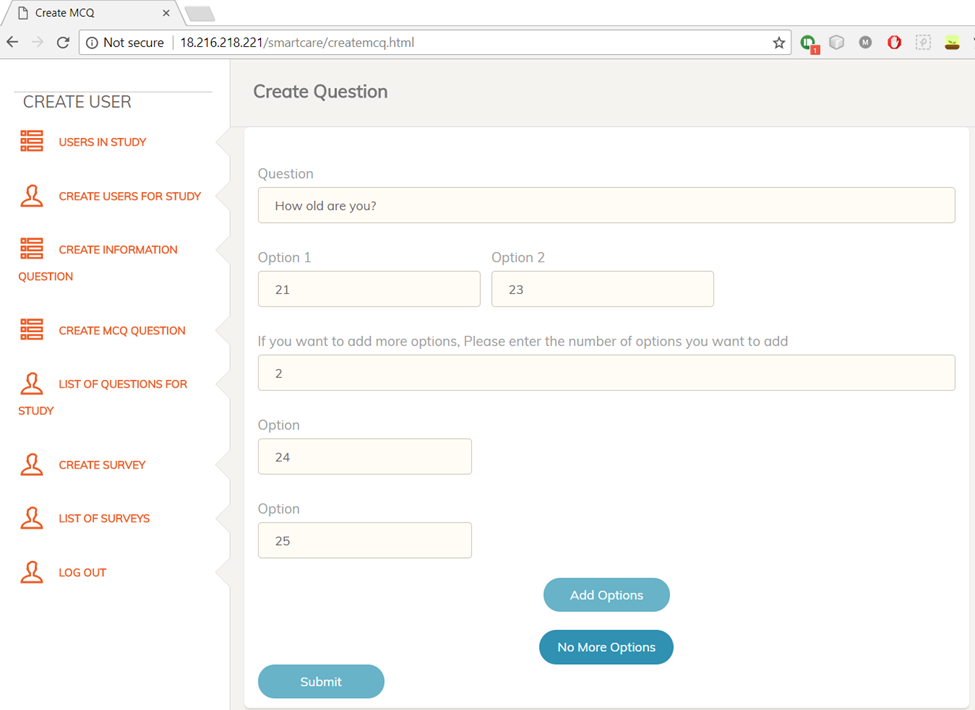 Create MCQ
Not secure 18.216.218.221/smartcare/createmcq.html
1
M
CREATE USER
USERS IN STUDY
CREATE USERS FOR STUDY
CREATE INFORMATION
QUESTION
CREATE MCQ QUESTION
LIST OF QUESTIONS FOR
STUDY
CREATE SURVEY
LIST OF SURVEYS
LOG OUT
Create Question
Question
How old are you?
Option 1 Option 2
21 23
If you want to add more options, Please enter the number of options you want to add
2
Option
24
Option
25
Add Options
No More Options
Submit